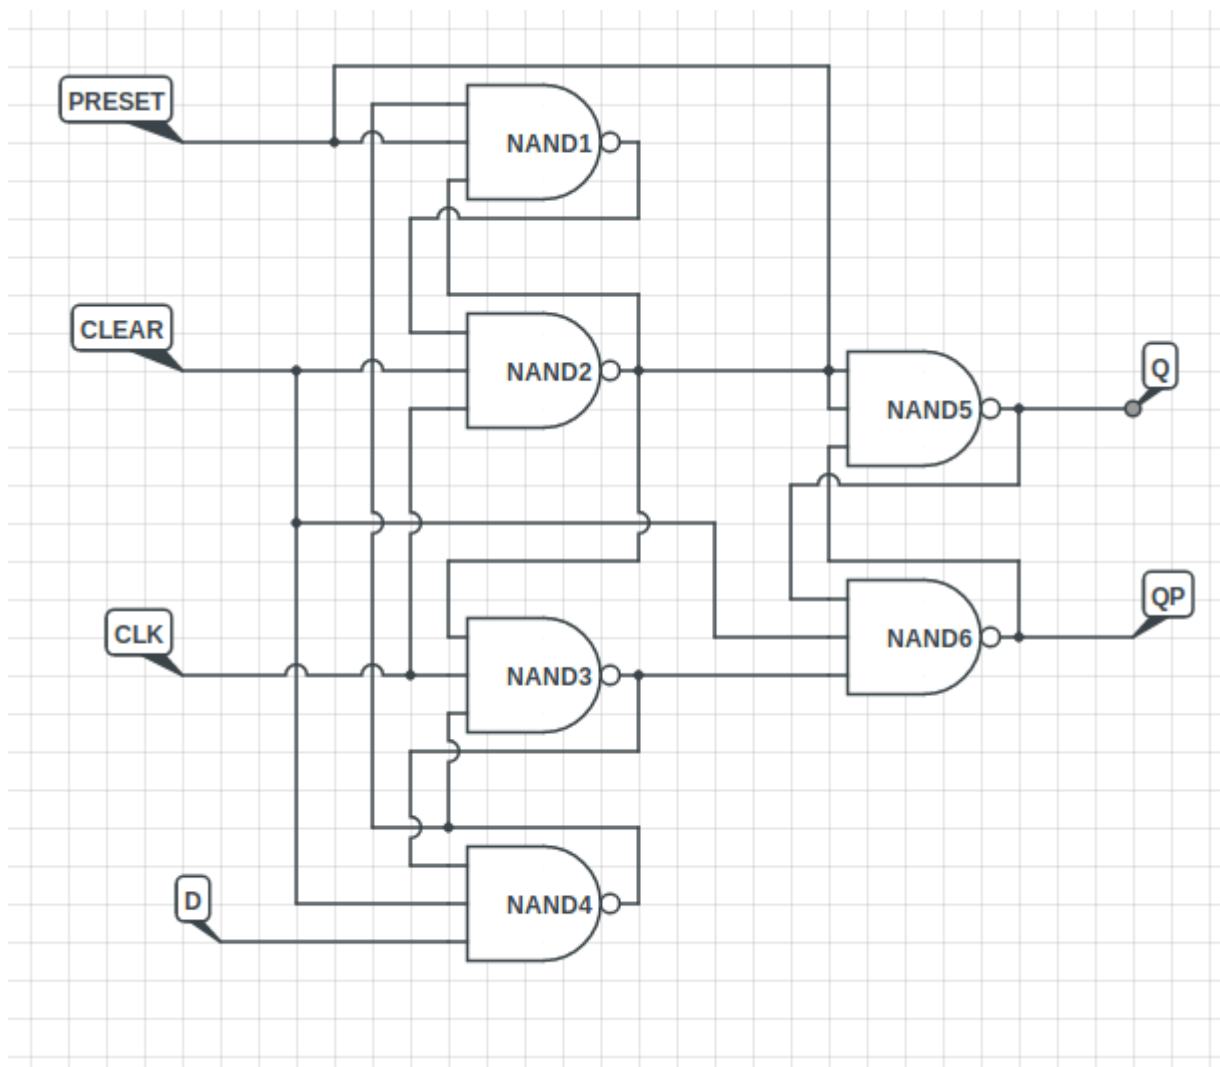 PRESET
NAND1
CLEAR
NAND2
Q
NAND5
CLK
NAND3
QP
NAND6
D
NAND4